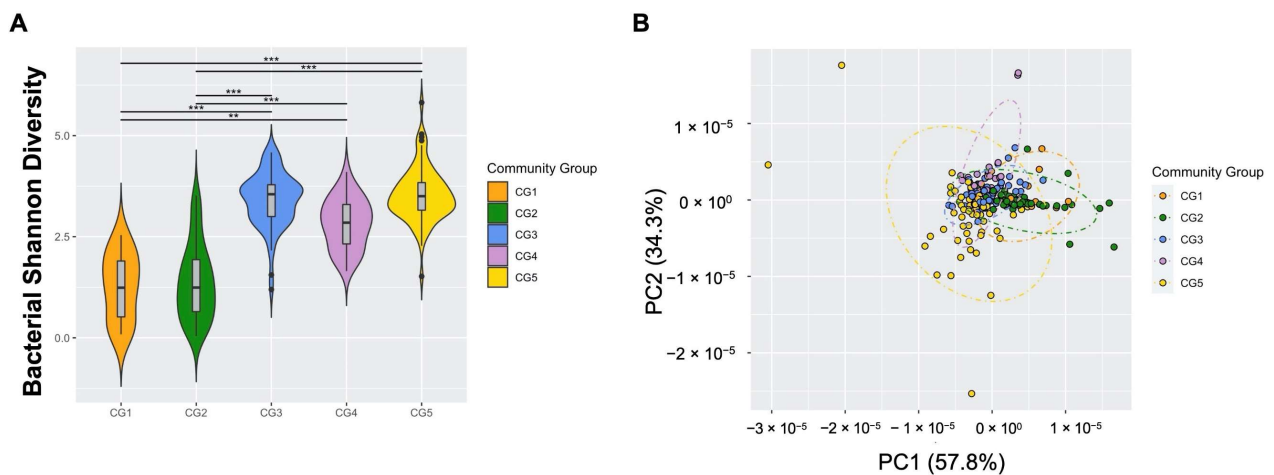 A
Bacterial Shannon Diversity
5.0
2.5
0.0
***
***
***
***
***
**
CG1 CG2 CG3 CG4 CG5
Community Group
CG1
CG2
CG3
CG4
CG5
B
PC2 (34.3%)
1 × 10⁻⁵
0 × 10⁰
−1 × 10⁻⁵
−2 × 10⁻⁵
−3 × 10⁻⁵ −2 × 10⁻⁵ −1 × 10⁻⁵ 0 × 10⁰ 1 × 10⁻⁵
PC1 (57.8%)
Community Group
CG1
CG2
CG3
CG4
CG5